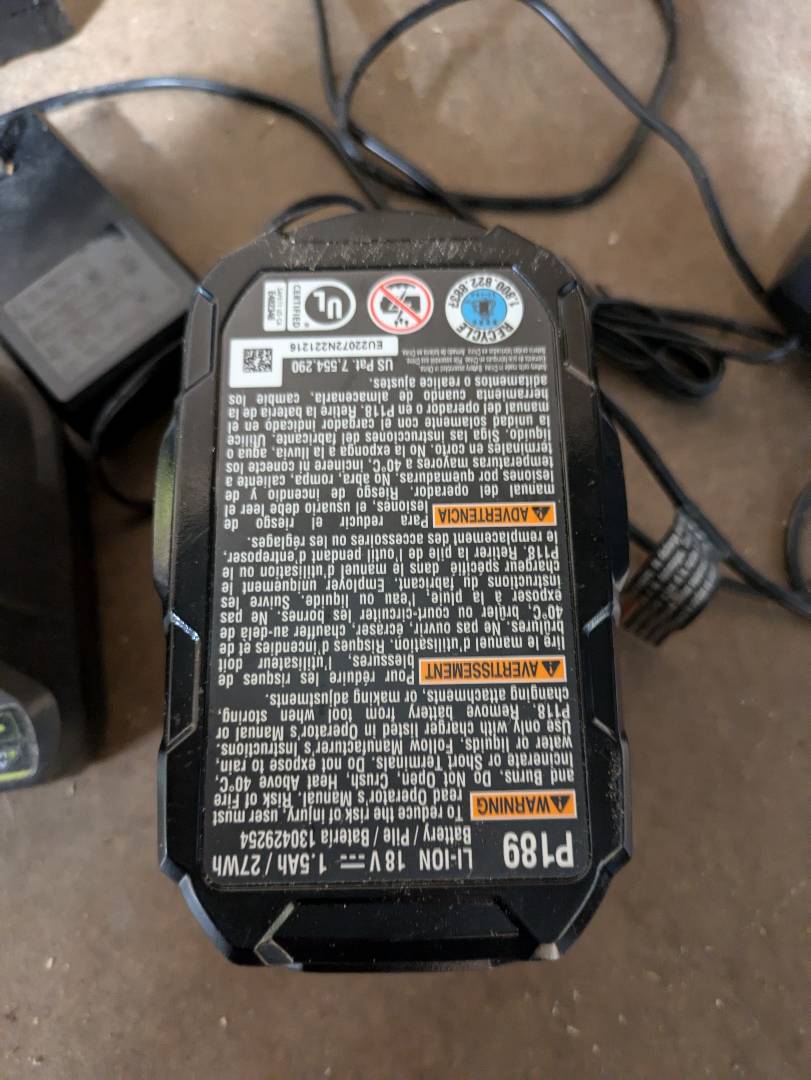 P189
LI-ION 18 V 1.5Ah / 27Wh
Battery / Pile / Batería 130429254
WARNING To reduce the risk of injury, user must
read Operator's Manual. Risk of Fire
and Burns. Do Not Open, Crush, Heat Above 40°C,
or Incinerate or Short Terminals. Do not expose to rain
water or liquids. Follow Manufacturer's Instructions.
Use only with charger listed in Operator's Manual or
P118. Remove battery from tool when storing,
changing attachments, or making adjustments.
AVERTISSEMENT Pour réduire les risques de
blessures, l'utilisateur doit
lire le manuel d'utilisation. Risques d'incendies et de
brûlures. Ne pas ouvrir, écraser, chauffer au-delà de
40°C, brûler ou court-circuiter les bornes. Ne pas
exposer à la pluie, l'eau ou liquide. Suivre les
instructions du fabricant. Employer uniquement le
chargeur spécifié dans le manuel d'utilisation ou le
P118. Retirer la pile de l'outil pendant d'entreposer,
le remplacement des accessoires ou les réglages.
ADVERTENCIA Para reducir el riesgo de
lesiones, el usuario debe leer el
manual del operador. Riesgo de incendio y de
lesiones por quemaduras. No abra, rompa, caliente a
temperaturas mayores a 40°C, incinere ni conecte los
terminales en corto. No la exponga a la lluvia, agua o
líquido. Siga las instrucciones del fabricante. Utilice
la unidad solamente con el cargador indicado en el
manual del operador o en P118. Retire la batería de la
herramienta cuando de almacenarla, cambie los
aditamentos o realice ajustes.
US Pat. 7,554,290
EU22072N221216
RECYCLE
1.800.822.8837
UL
CERTIFIED